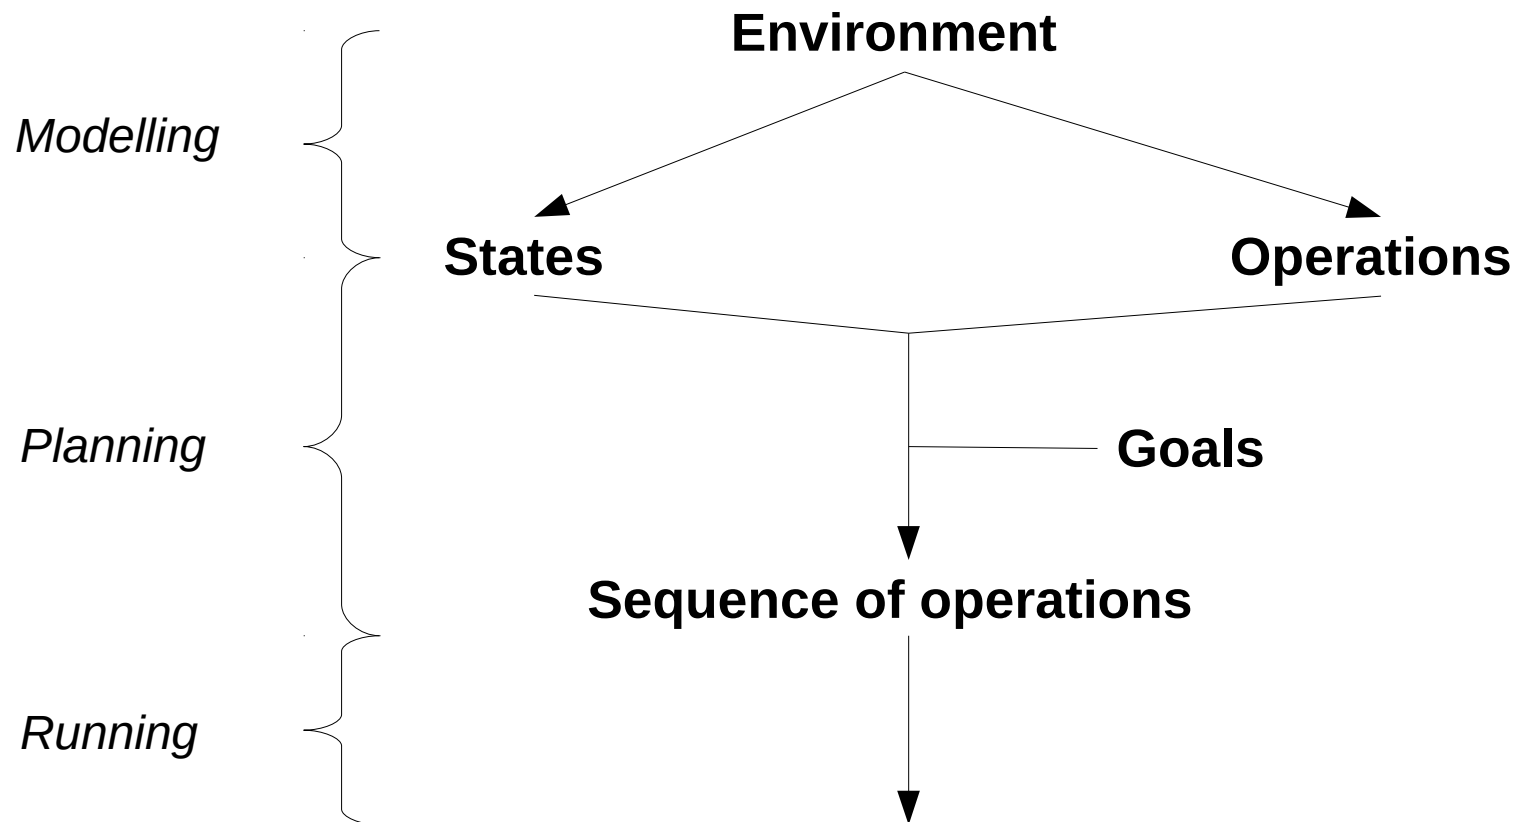 Environment
Modelling
States
Operations
Planning
Goals
Sequence of operations
Running